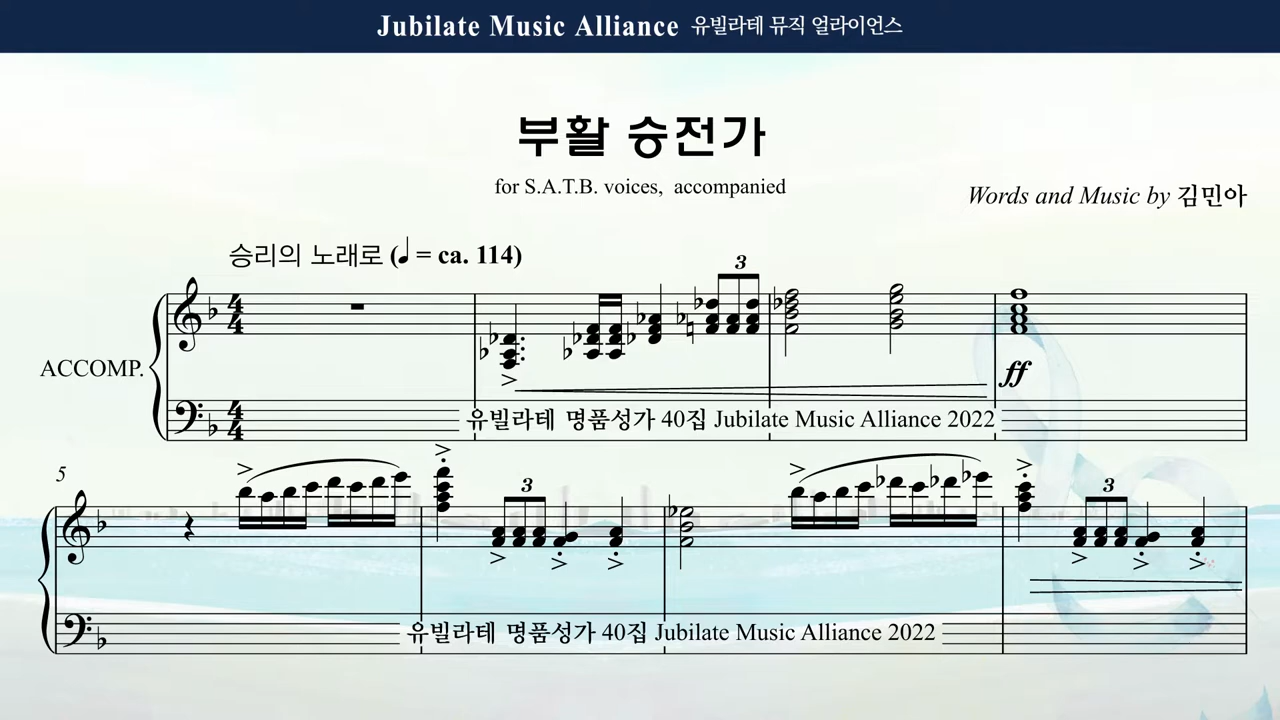 Jubilate Music Alliance 유빌라테 뮤직 얼라이언스
부활 승전가
for S.A.T.B. voices, accompanied
Words and Music by 김민아
승리의 노래로 (♩ = ca. 114)
3
ACCOMP.
ff
유빌라테 명품성가 40집 Jubilate Music Alliance 2022
5
3
3
유빌라테 명품성가 40집 Jubilate Music Alliance 2022